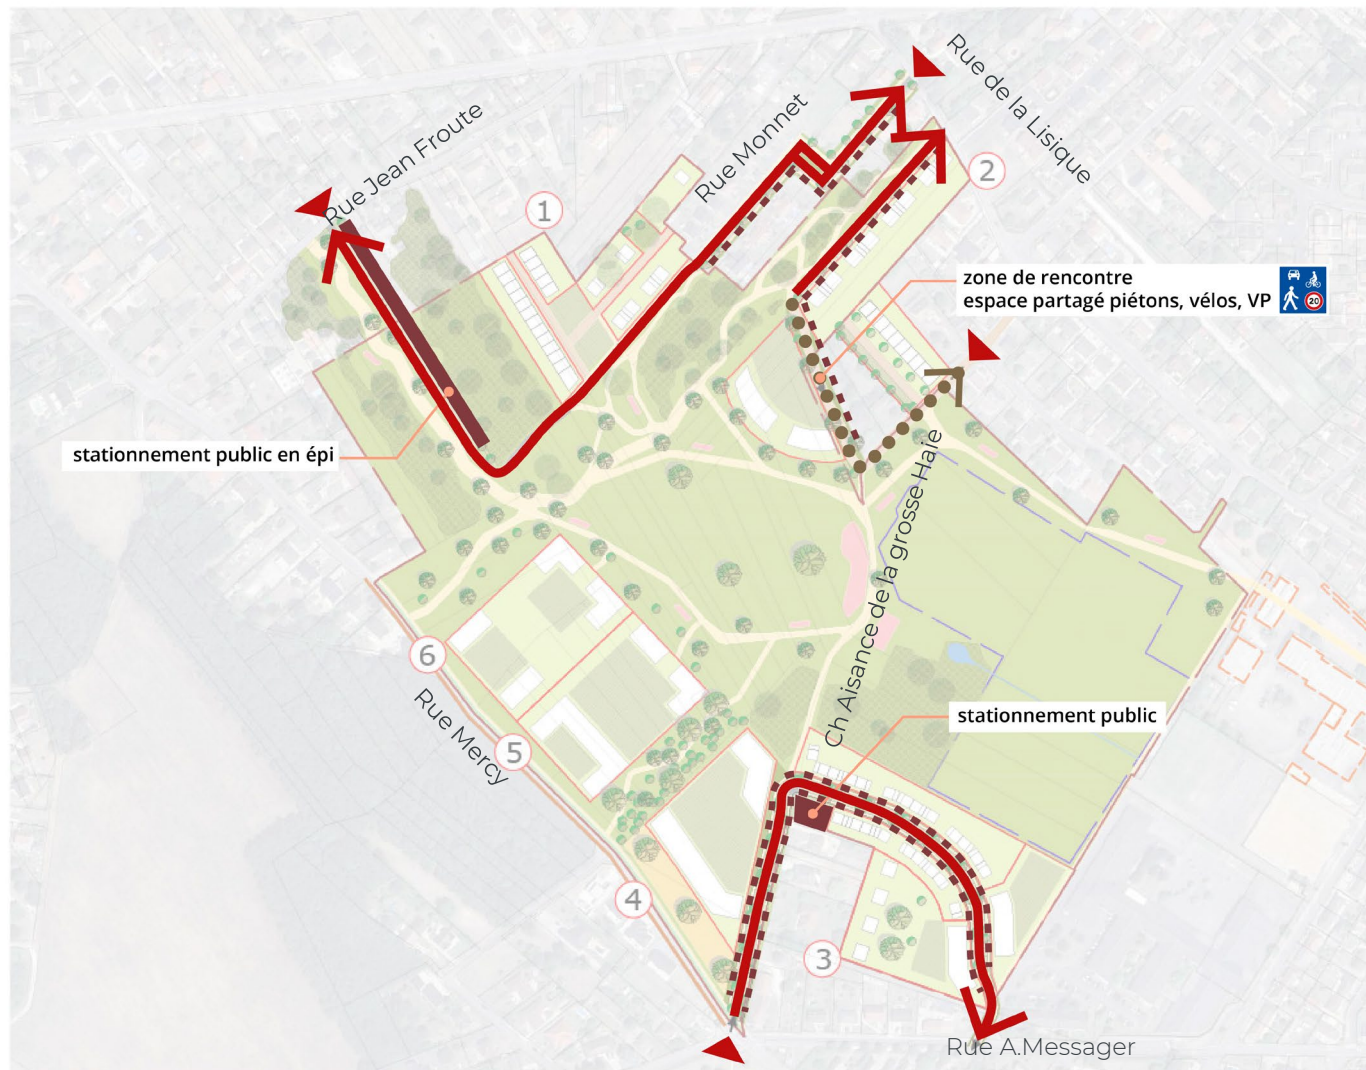 Rue de la Lisique
Rue Monnet
Rue Jean Froute
2
1
zone de rencontre
espace partagé piétons, vélos, VP
20
stationnement public en épi
Ch Aisance de la grosse Haie
6
Rue Mercy
stationnement public
5
4
3
Rue A.Messager